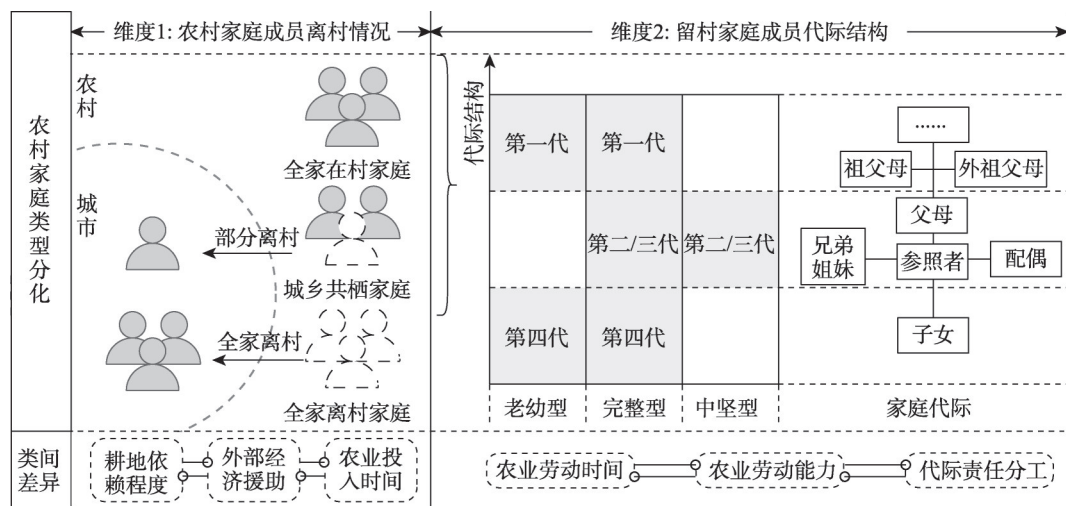 维度1: 农村家庭成员离村情况
维度2: 留村家庭成员代际结构
农村家庭类型分化
农村
城市
全家在村家庭
部分离村
城乡共栖家庭
全家离村
全家离村家庭
代际结构
第一代
第一代
第二/三代
第二/三代
第四代
第四代
老幼型
完整型
中坚型
家庭代际
......
祖父母
外祖父母
父母
兄弟
姐妹
参照者
配偶
子女
类间
差异
耕地依
赖程度
外部经
济援助
农业投
入时间
农业劳动时间
农业劳动能力
代际责任分工